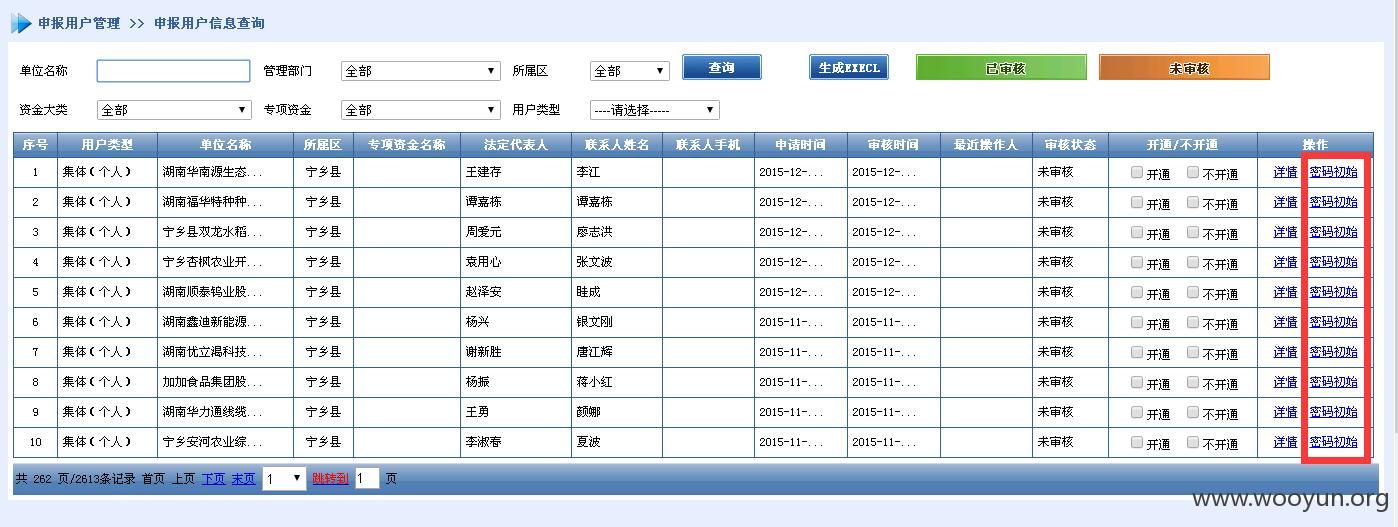 申报用户管理 >> 申报用户信息查询
单位名称 管理部门 全部 所属区 全部 查询 生成EXECL 已审核 未审核
资金大类 全部 专项资金 全部 用户类型 ----请选择-----
序号 用户类型 单位名称 所属区 专项资金名称 法定代表人 联系人姓名 联系人手机 申请时间 审核时间 最近操作人 审核状态 开通/不开通 操作
1 集体(个人) 湖南华南源生态... 宁乡县 王建存 李江 2015-12-... 2015-12-... 未审核 开通 不开通 详情 密码初始
2 集体(个人) 湖南福华特种种... 宁乡县 谭嘉栋 谭嘉栋 2015-12-... 2015-12-... 未审核 开通 不开通 详情 密码初始
3 集体(个人) 宁乡县双龙水稻... 宁乡县 周爱元 廖志洪 2015-12-... 2015-12-... 未审核 开通 不开通 详情 密码初始
4 集体(个人) 宁乡杏枫农业开... 宁乡县 袁用心 张文波 2015-12-... 2015-12-... 未审核 开通 不开通 详情 密码初始
5 集体(个人) 湖南顺泰钨业股... 宁乡县 赵泽安 眭成 2015-12-... 2015-12-... 未审核 开通 不开通 详情 密码初始
6 集体(个人) 湖南鑫迪新能源... 宁乡县 杨兴 银文刚 2015-11-... 2015-11-... 未审核 开通 不开通 详情 密码初始
7 集体(个人) 湖南优立渴科技... 宁乡县 谢新胜 唐江辉 2015-11-... 2015-11-... 未审核 开通 不开通 详情 密码初始
8 集体(个人) 加加食品集团股... 宁乡县 杨振 蒋小红 2015-11-... 2015-11-... 未审核 开通 不开通 详情 密码初始
9 集体(个人) 湖南华力通线缆... 宁乡县 王勇 颜娜 2015-11-... 2015-11-... 未审核 开通 不开通 详情 密码初始
10 集体(个人) 宁乡安河农业综... 宁乡县 李淑春 夏波 2015-11-... 2015-11-... 未审核 开通 不开通 详情 密码初始
共 262 页/2613条记录 首页 上页 下页 末页 1 跳转到 1 页
www.wooyun.org